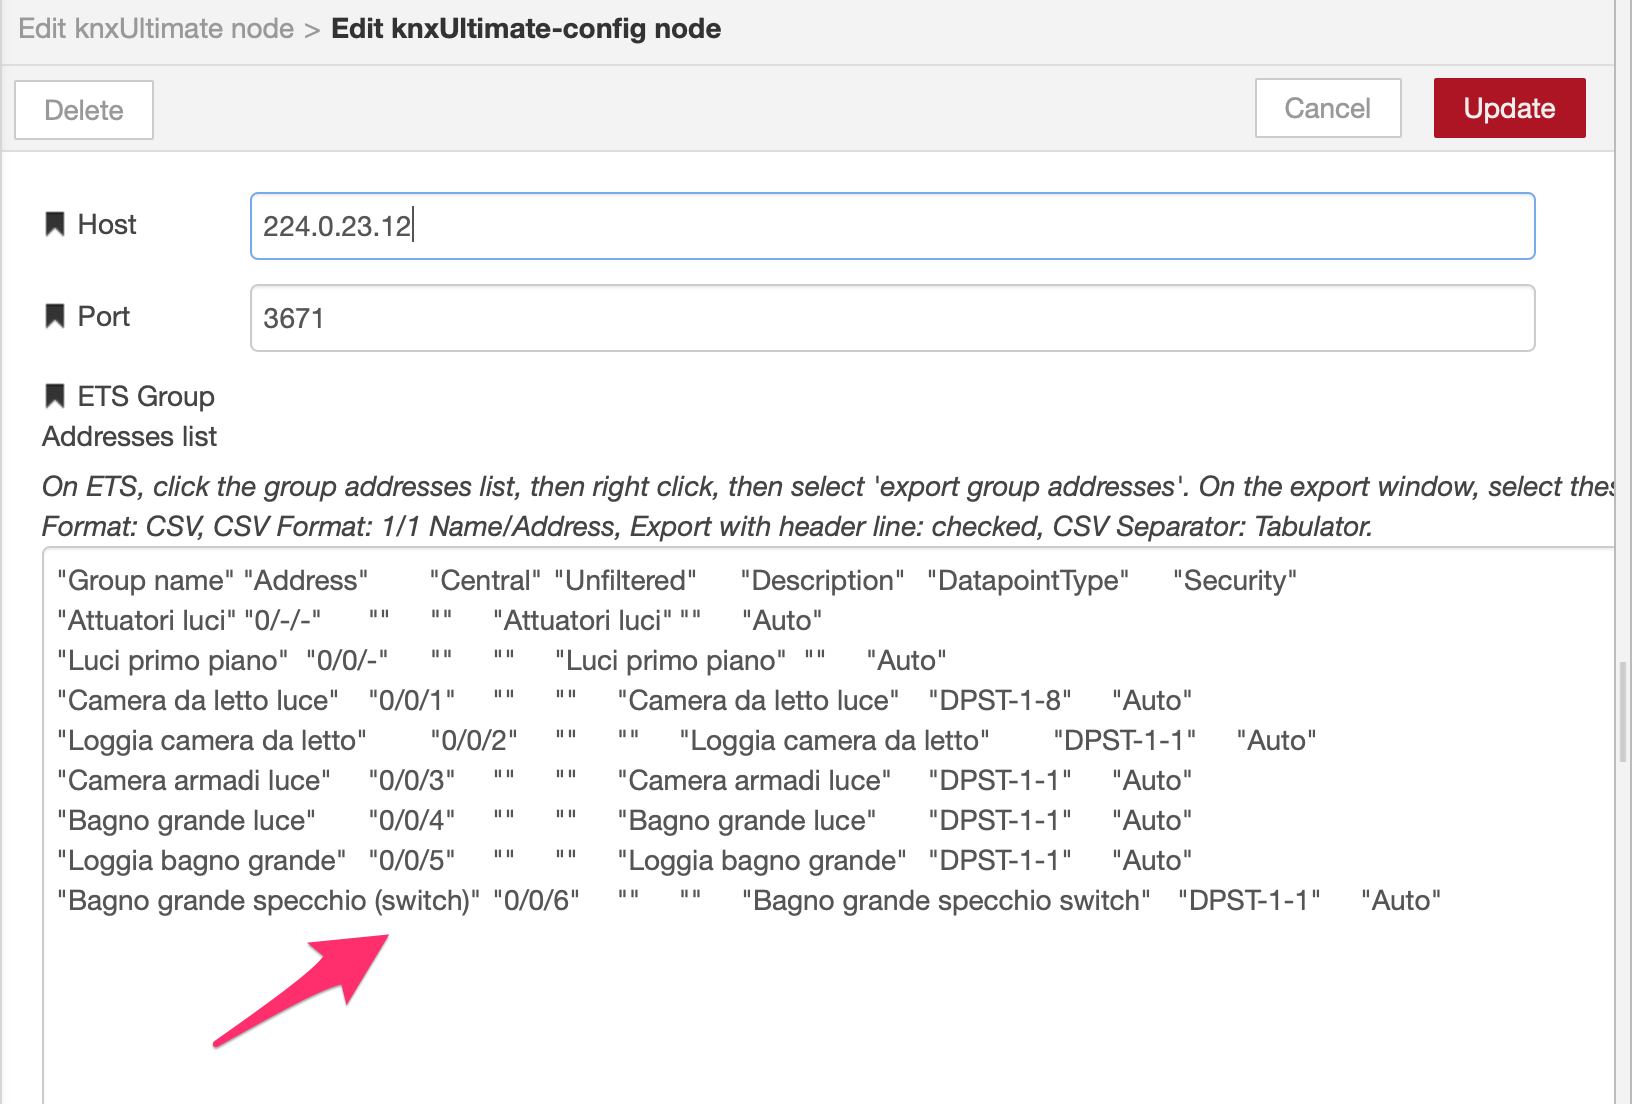 Edit knxUltimate node > Edit knxUltimate-config node
Delete
Cancel
Update
Host
224.0.23.12
Port
3671
ETS Group
Addresses list
On ETS, click the group addresses list, then right click, then select 'export group addresses'. On the export window, select
Format: CSV, CSV Format: 1/1 Name/Address, Export with header line: checked, CSV Separator: Tabulator.
"Group name" "Address" "Central" "Unfiltered" "Description" "DatapointType" "Security"
"Attuatori luci" "0/-/-" "" "" "Attuatori luci" "" "Auto"
"Luci primo piano" "0/0/-" "" "" "Luci primo piano" "" "Auto"
"Camera da letto luce" "0/0/1" "" "" "Camera da letto luce" "DPST-1-8" "Auto"
"Loggia camera da letto" "0/0/2" "" "" "Loggia camera da letto" "DPST-1-1" "Auto"
"Camera armadi luce" "0/0/3" "" "" "Camera armadi luce" "DPST-1-1" "Auto"
"Bagno grande luce" "0/0/4" "" "" "Bagno grande luce" "DPST-1-1" "Auto"
"Loggia bagno grande" "0/0/5" "" "" "Loggia bagno grande" "DPST-1-1" "Auto"
"Bagno grande specchio (switch)" "0/0/6" "" "" "Bagno grande specchio switch" "DPST-1-1" "Auto"